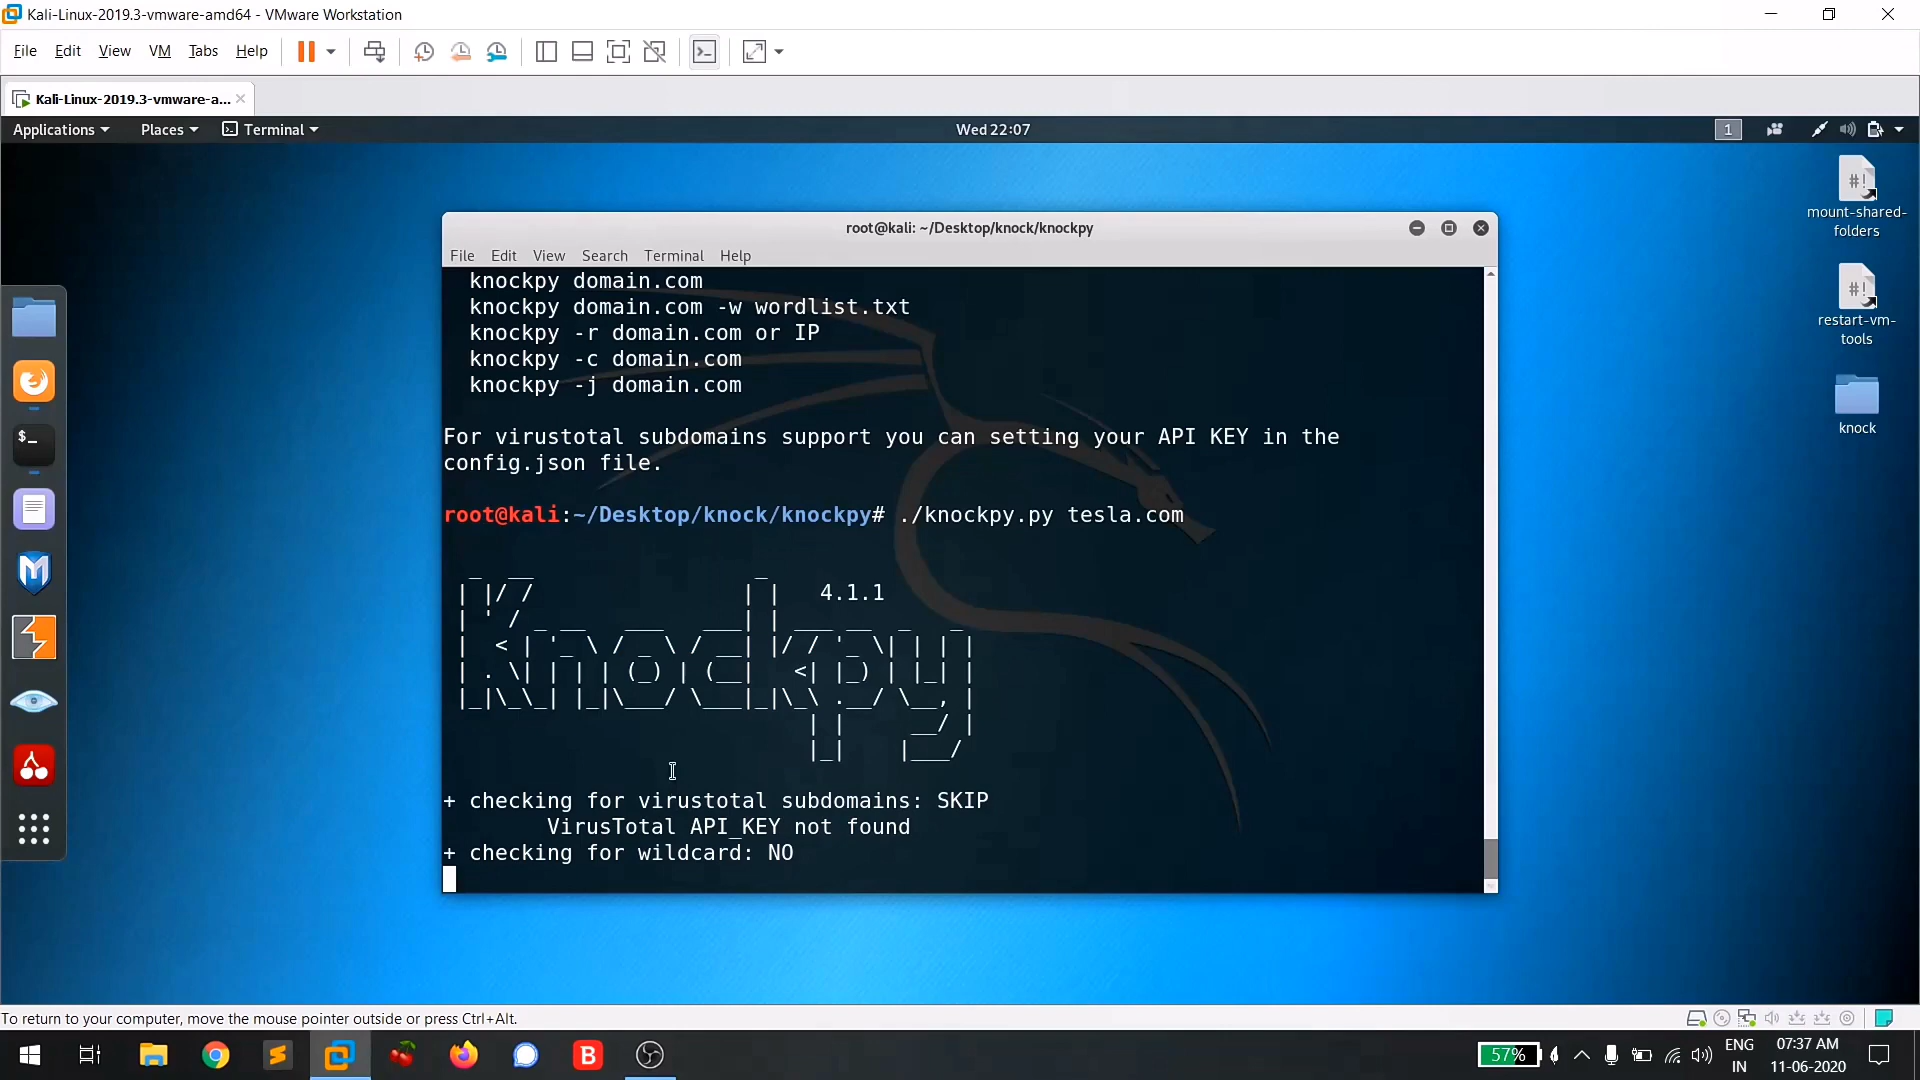 Kali-Linux-2019.3-vmware-amd64 - VMware Workstation
File Edit View VM Tabs Help
Kali-Linux-2019.3-vmware-a...
Applications Places Terminal Wed 22:07 1
mount-shared-folders
restart-vm-tools
knock
root@kali: ~/Desktop/knock/knockpy
File Edit View Search Terminal Help
knockpy domain.com
knockpy domain.com -w wordlist.txt
knockpy -r domain.com or IP
knockpy -c domain.com
knockpy -j domain.com
For virustotal subdomains support you can setting your API KEY in the
config.json file.
root@kali:~/Desktop/knock/knockpy# ./knockpy.py tesla.com
Knockpy 4.1.1
+ checking for virustotal subdomains: SKIP
VirusTotal API_KEY not found
+ checking for wildcard: NO
To return to your computer, move the mouse pointer outside or press Ctrl+Alt.
57% ENG
IN
07:37 AM
11-06-2020